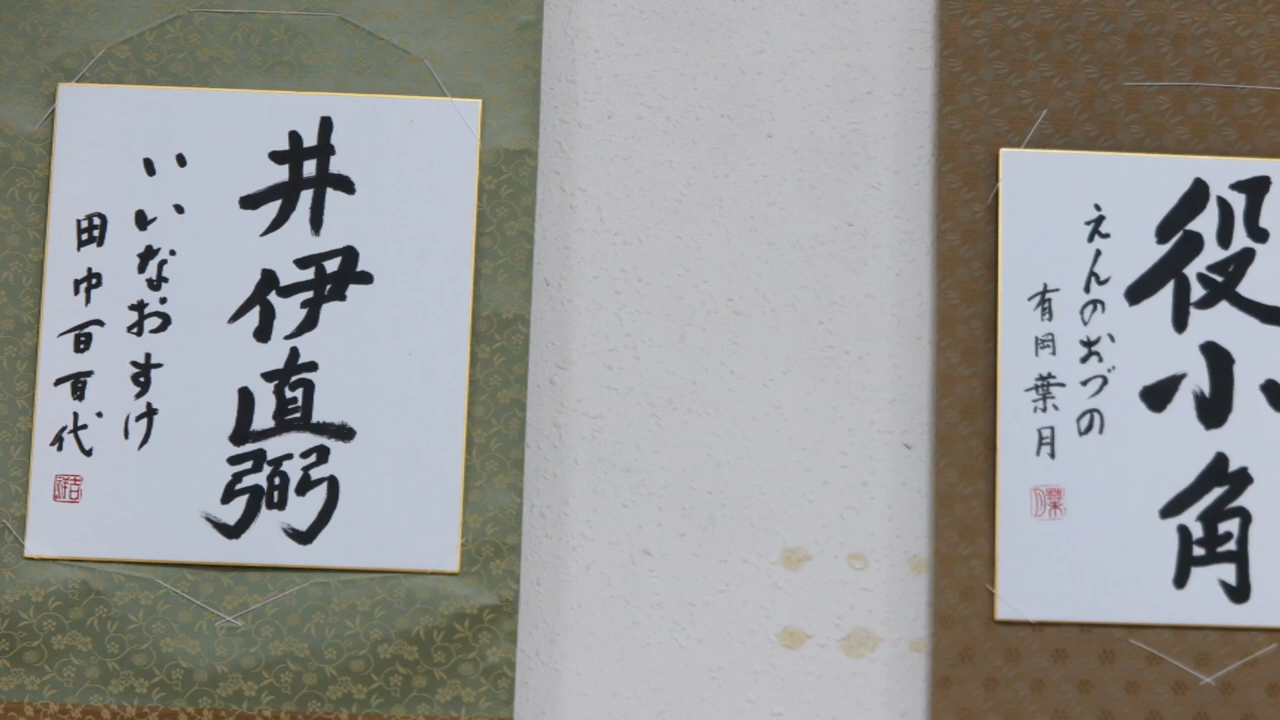 井伊直弼
いいなおすけ
田中百百代
役小角
えんのおづの
有岡葉月